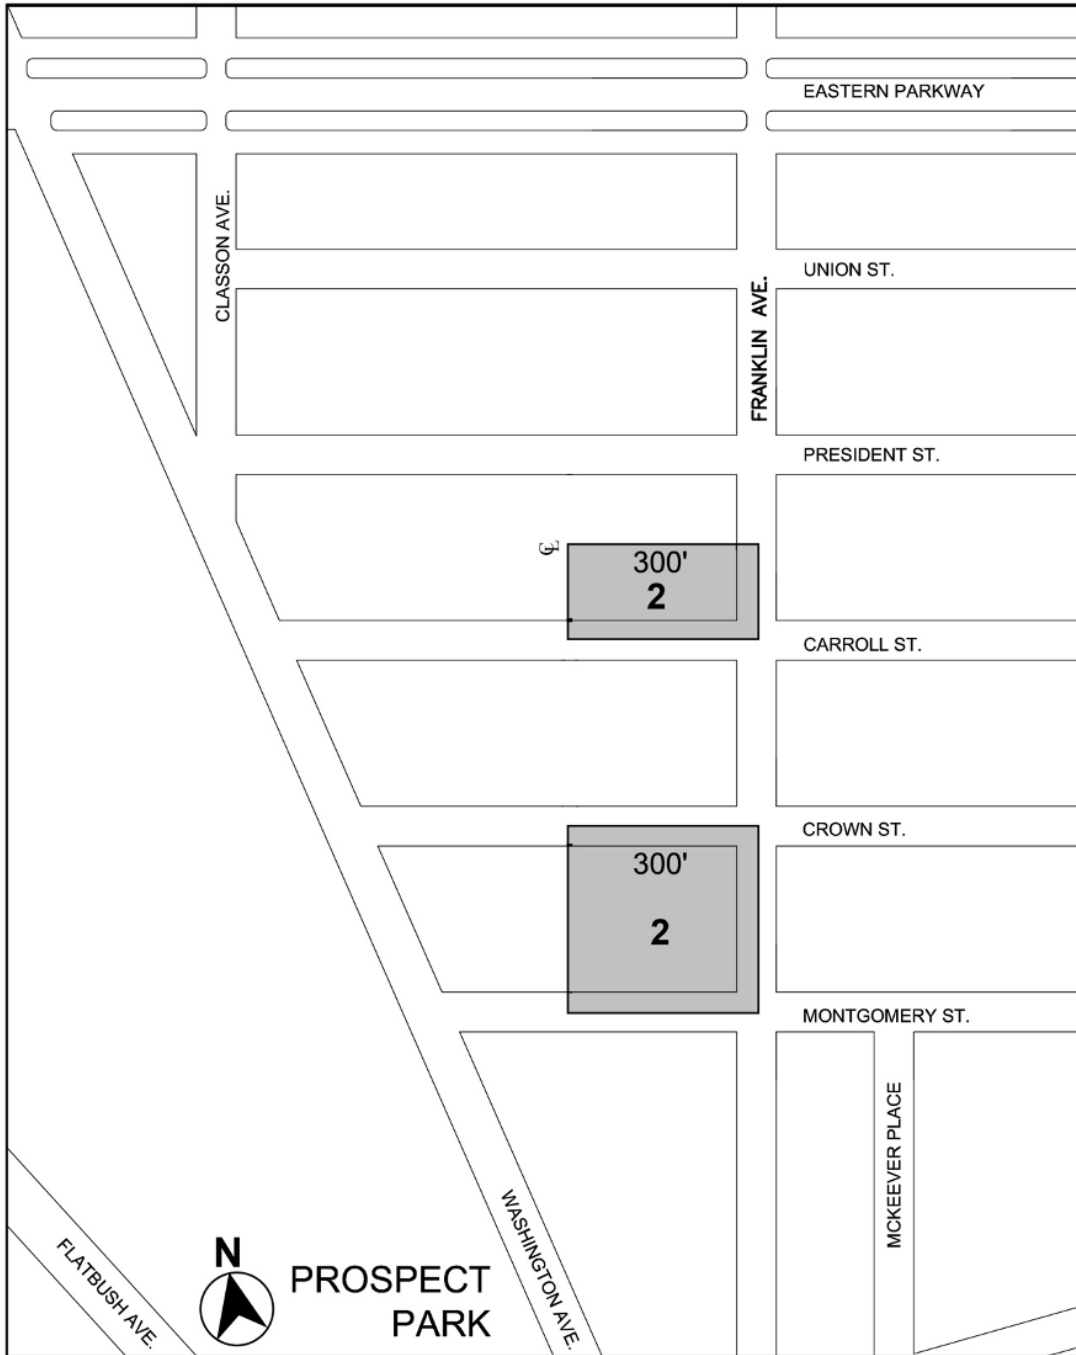 EASTERN PARKWAY
CLASSON AVE.
UNION ST.
FRANKLIN AVE.
PRESIDENT ST.
℄
300'
2
CARROLL ST.
CROWN ST.
300'
2
MONTGOMERY ST.
MCKEEVER PLACE
WASHINGTON AVE.
FLATBUSH AVE.
N
PROSPECT
PARK